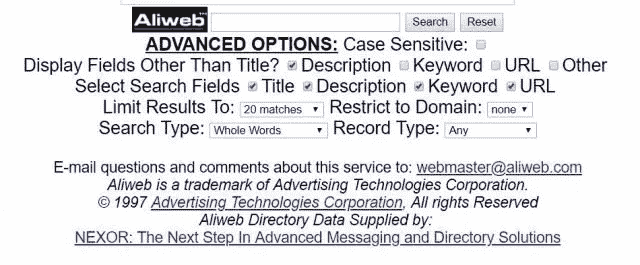 Aliweb Search Reset
ADVANCED OPTIONS: Case Sensitive:
Display Fields Other Than Title? Description Keyword URL Other
Select Search Fields Title Description Keyword URL
Limit Results To: 20 matches Restrict to Domain: none
Search Type: Whole Words Record Type: Any
E-mail questions and comments about this service to: webmaster@aliweb.com
Aliweb is a trademark of Advertising Technologies Corporation.
© 1997 Advertising Technologies Corporation, All rights Reserved
Aliweb Directory Data Supplied by:
NEXOR: The Next Step In Advanced Messaging and Directory Solutions